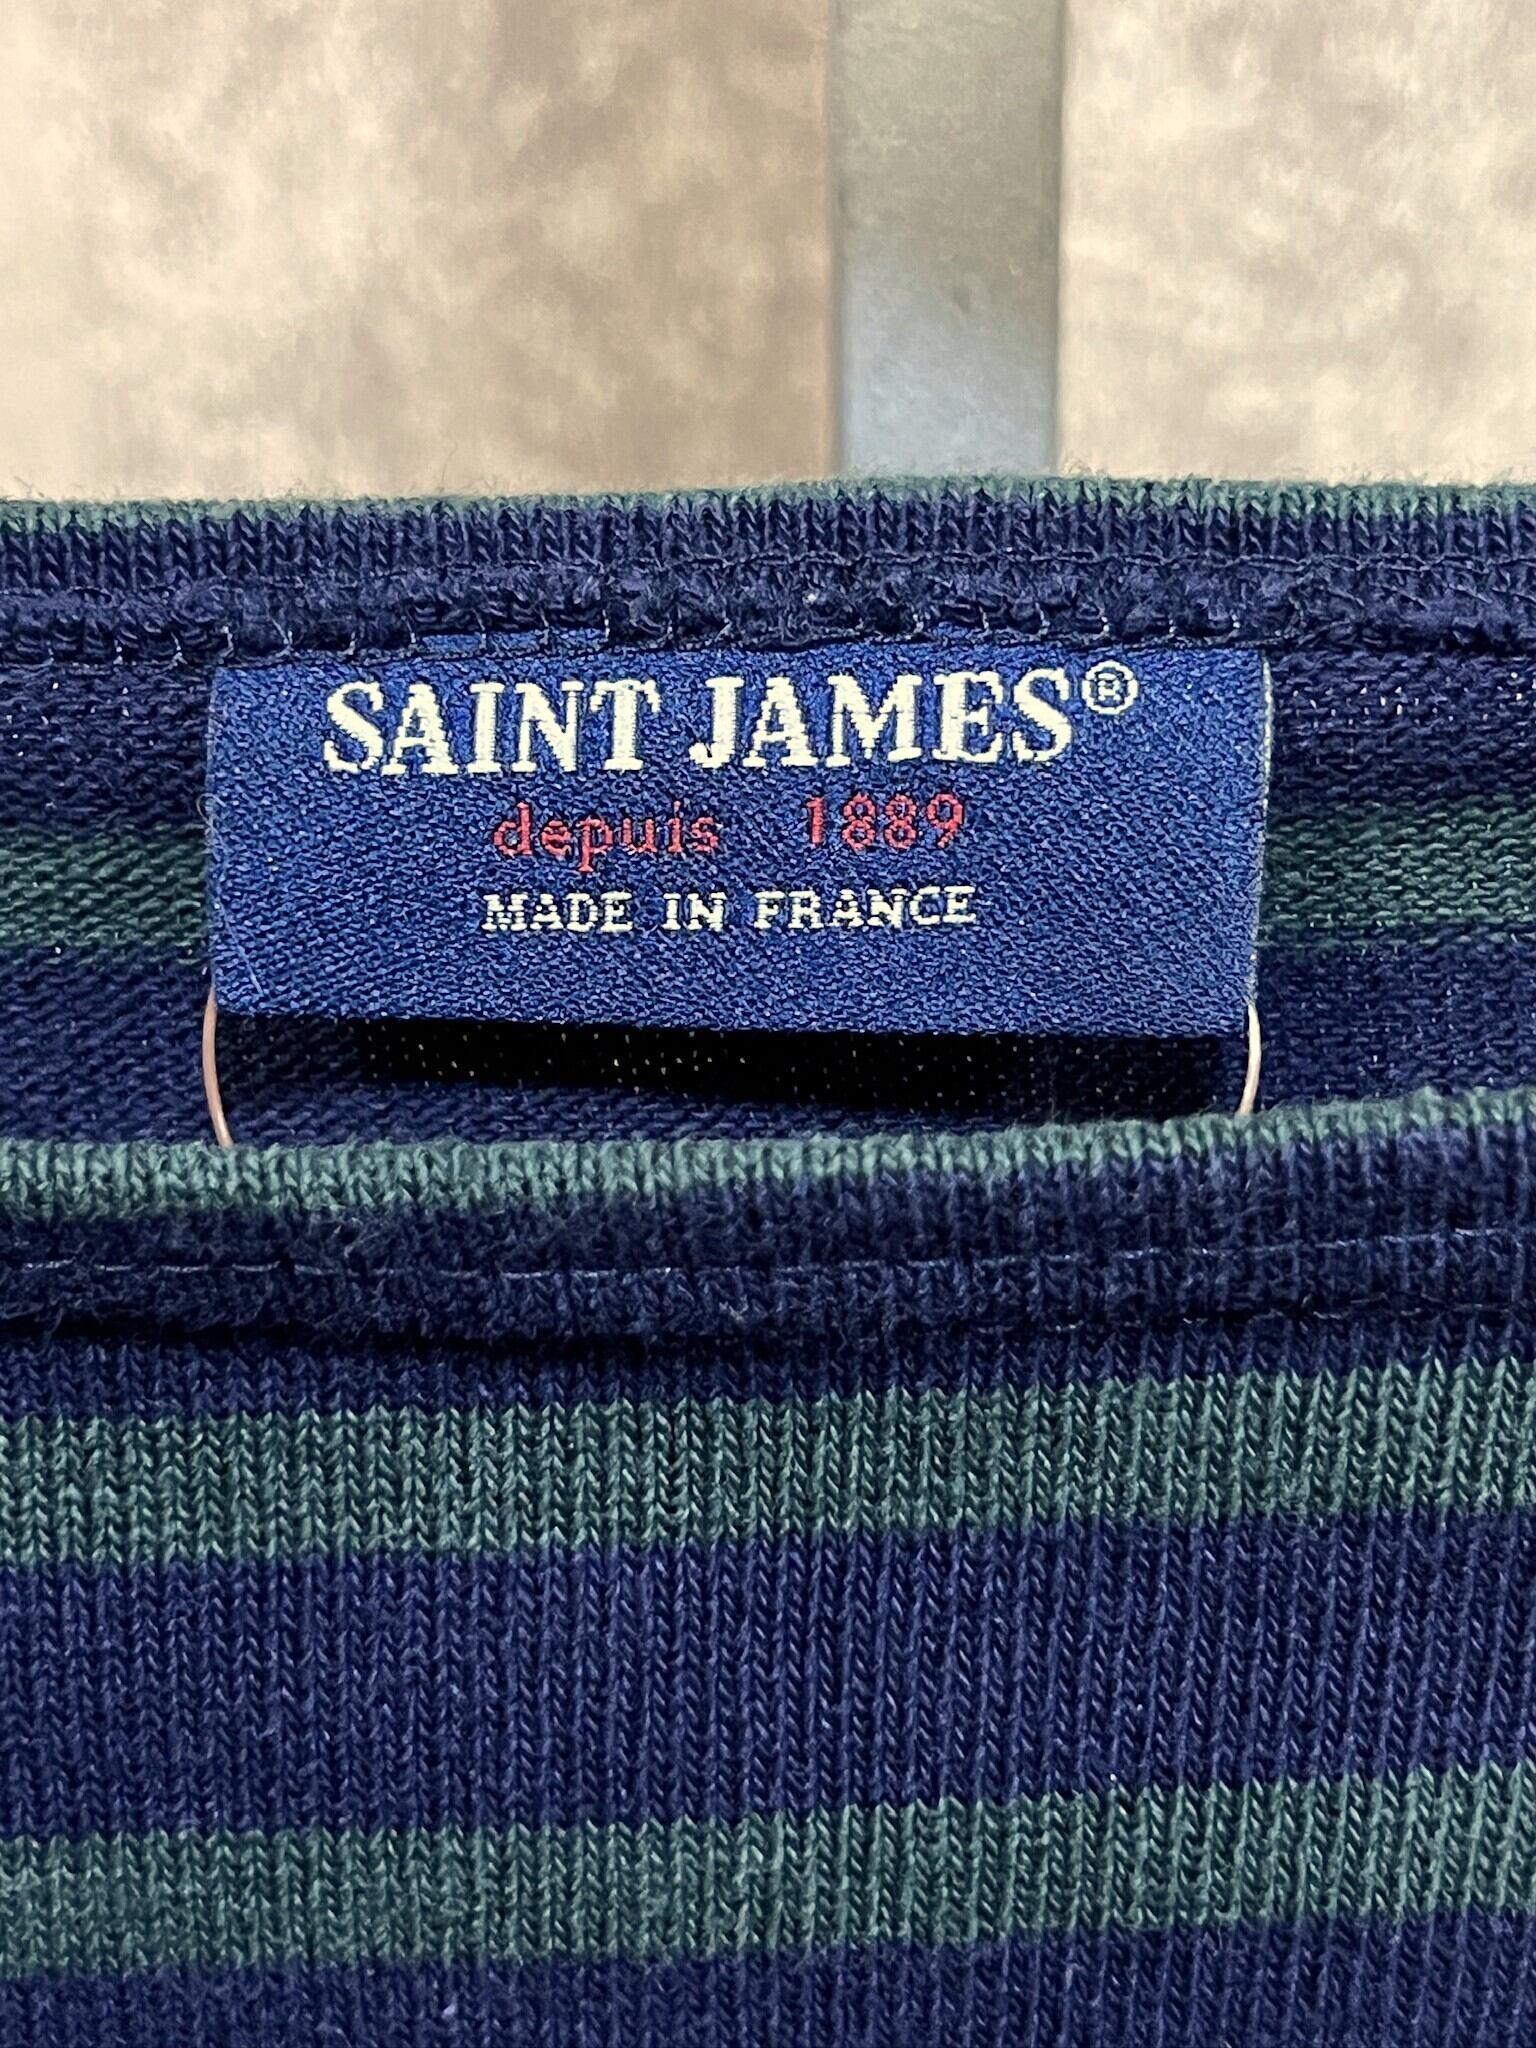 SAINT JAMES®
depuis 1889
MADE IN FRANCE